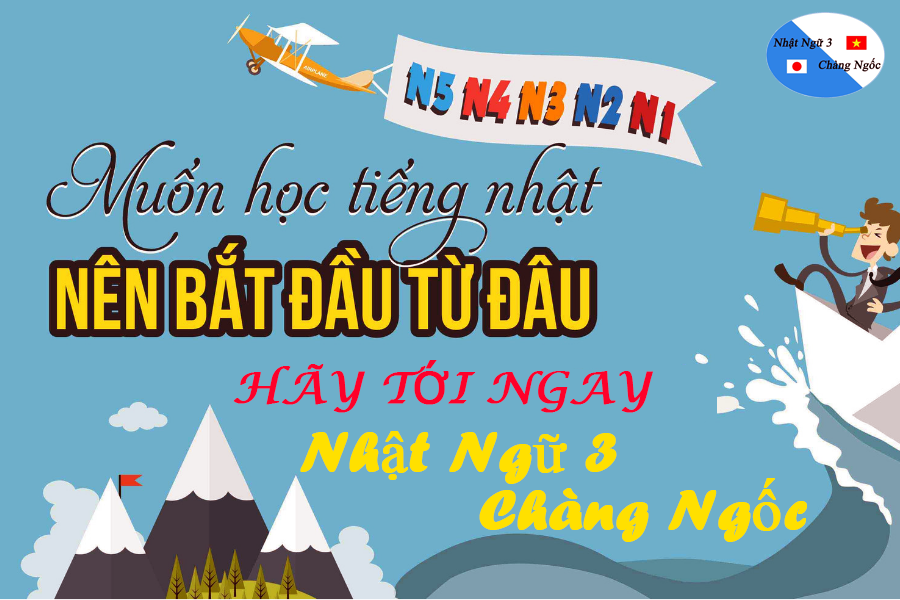 N5 N4 N3 N2 N1
Nhật Ngữ 3
Chàng Ngốc
AIRPLANE
Muốn học tiếng nhật
NÊN BẮT ĐẦU TỪ ĐÂU
HÃY TỚI NGAY
Nhật Ngữ 3
Chàng Ngốc